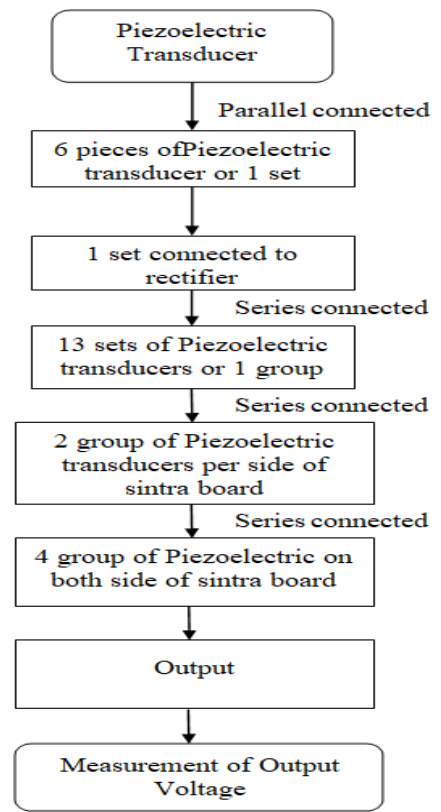 Piezoelectric
Transducer
Parallel connected
6 pieces ofPiezoelectric
transducer or 1 set
1 set connected to
rectifier
Series connected
13 sets of Piezoelectric
transducers or 1 group
Series connected
2 group of Piezoelectric
transducers per side of
sintra board
Series connected
4 group of Piezoelectric on
both side of sintra board
Output
Measurement of Output
Voltage